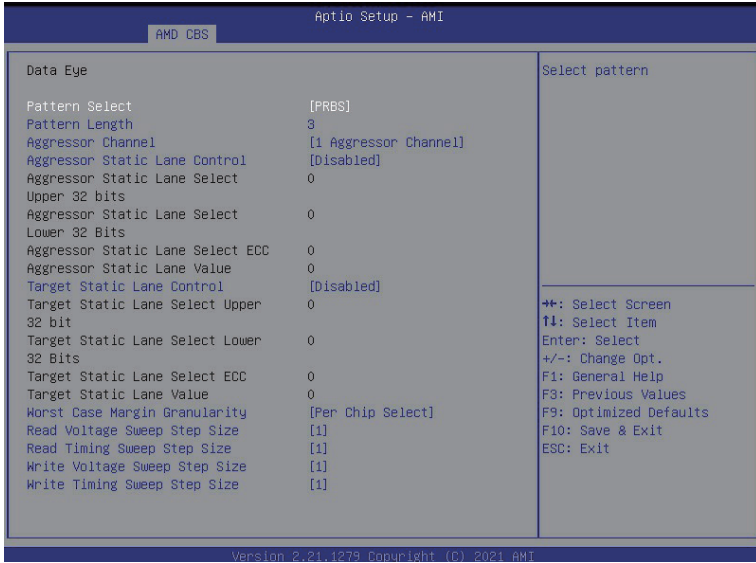 Aptio Setup – AMI
AMD CBS
Data Eye
Pattern Select [PRBS]
Pattern Length 3
Aggressor Channel [1 Aggressor Channel]
Aggressor Static Lane Control [Disabled]
Aggressor Static Lane Select 0
Upper 32 bits
Aggressor Static Lane Select 0
Lower 32 Bits
Aggressor Static Lane Select ECC 0
Aggressor Static Lane Value 0
Target Static Lane Control [Disabled]
Target Static Lane Select Upper 0
32 bit
Target Static Lane Select Lower 0
32 Bits
Target Static Lane Select ECC 0
Target Static Lane Value 0
Worst Case Margin Granularity [Per Chip Select]
Read Voltage Sweep Step Size [1]
Read Timing Sweep Step Size [1]
Write Voltage Sweep Step Size [1]
Write Timing Sweep Step Size [1]
Select pattern
→←: Select Screen
↑↓: Select Item
Enter: Select
+/-: Change Opt.
F1: General Help
F3: Previous Values
F9: Optimized Defaults
F10: Save & Exit
ESC: Exit
Version 2.21.1279 Copyright (C) 2021 AMI